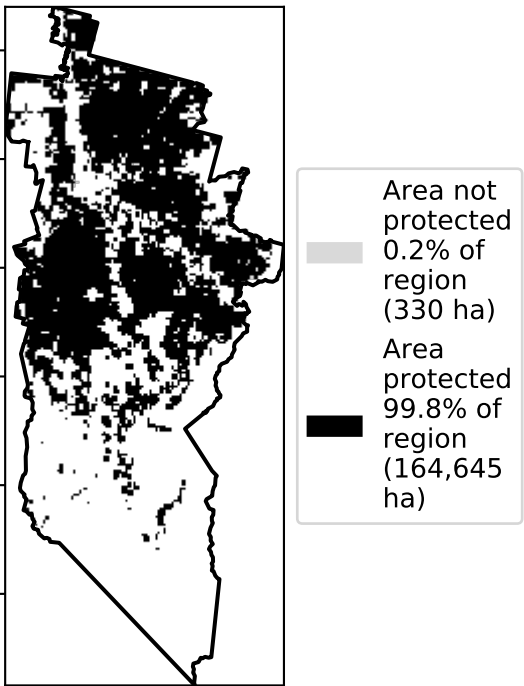 Area not
protected
0.2% of
region
(330 ha)
Area
protected
99.8% of
region
(164,645
ha)